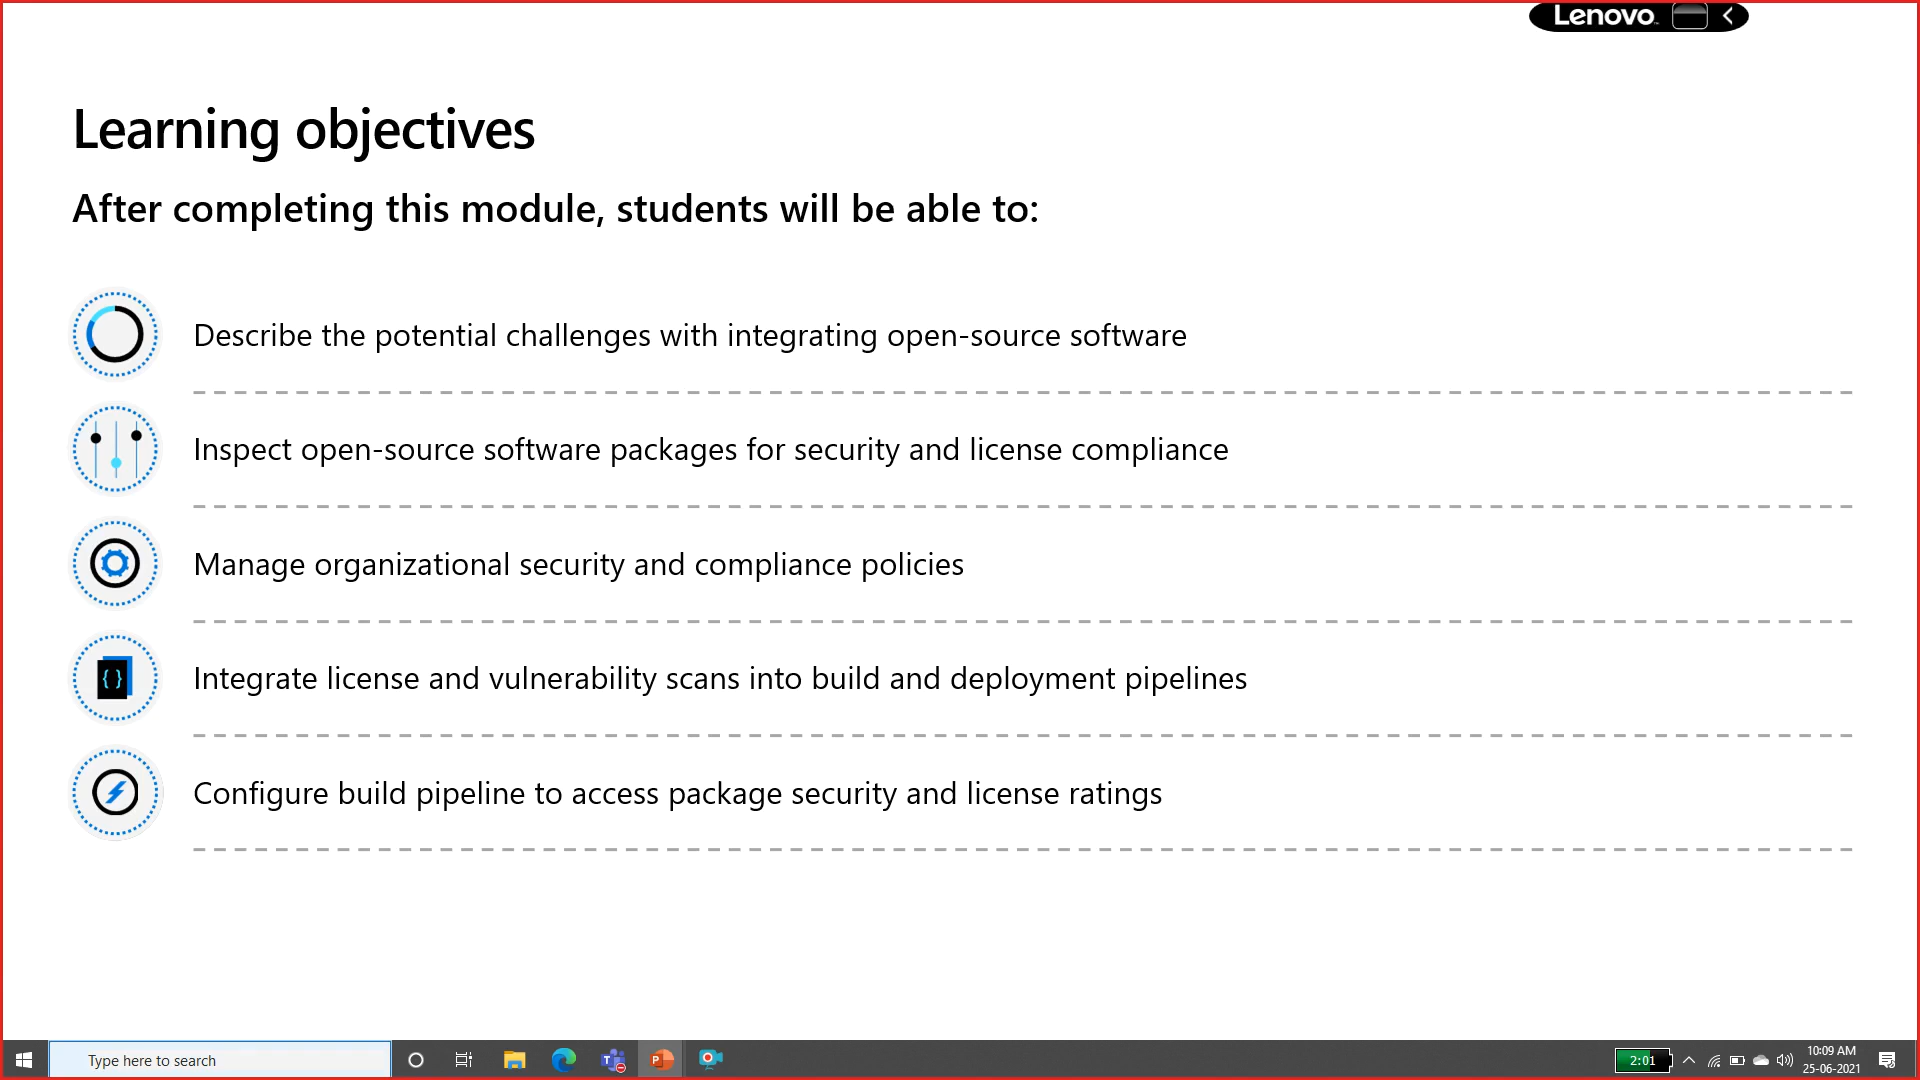 Lenovo
Learning objectives
After completing this module, students will be able to:
Describe the potential challenges with integrating open-source software
Inspect open-source software packages for security and license compliance
Manage organizational security and compliance policies
{ }
Integrate license and vulnerability scans into build and deployment pipelines
Configure build pipeline to access package security and license ratings
Type here to search
2:01
10:09 AM
25-06-2021